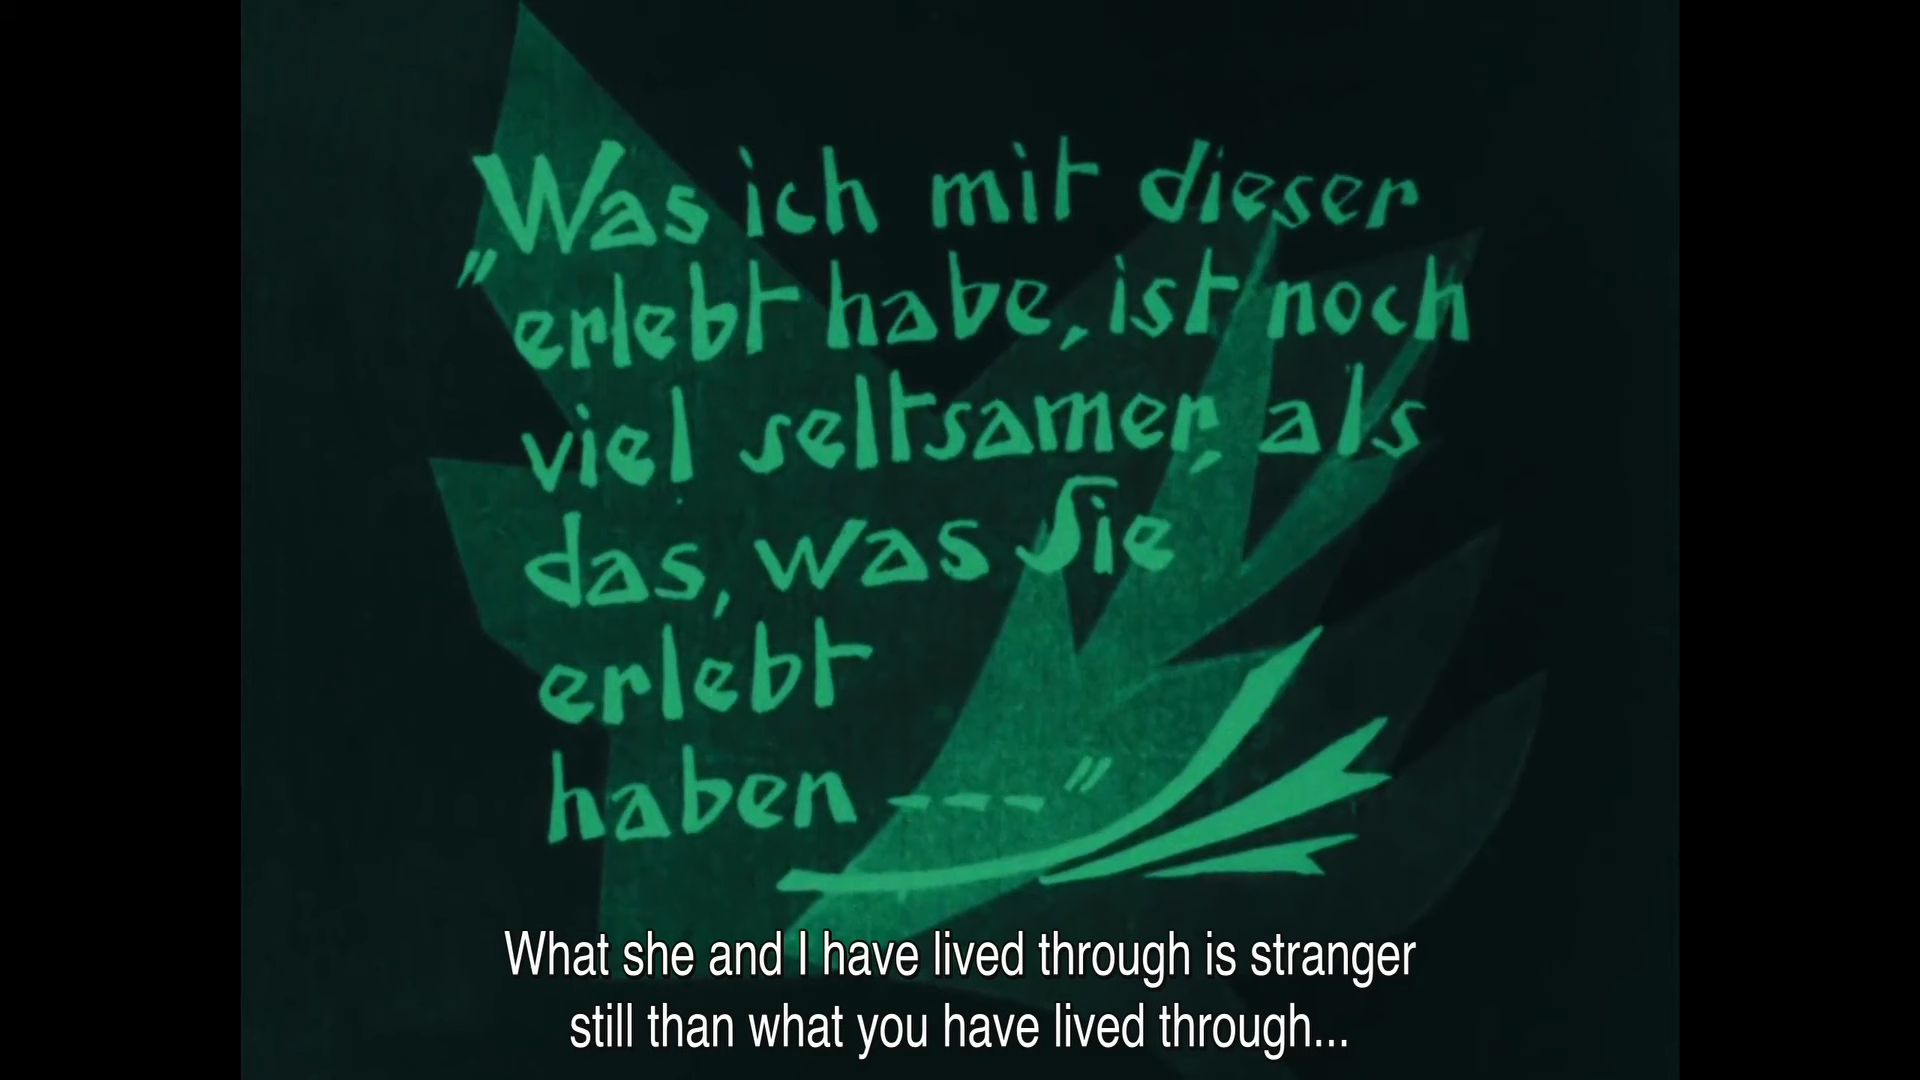 „Was ich mit dieser
erlebt habe, ist noch
viel seltsamer, als
das, was Sie
erlebt
haben ---"
What she and I have lived through is stranger
still than what you have lived through...